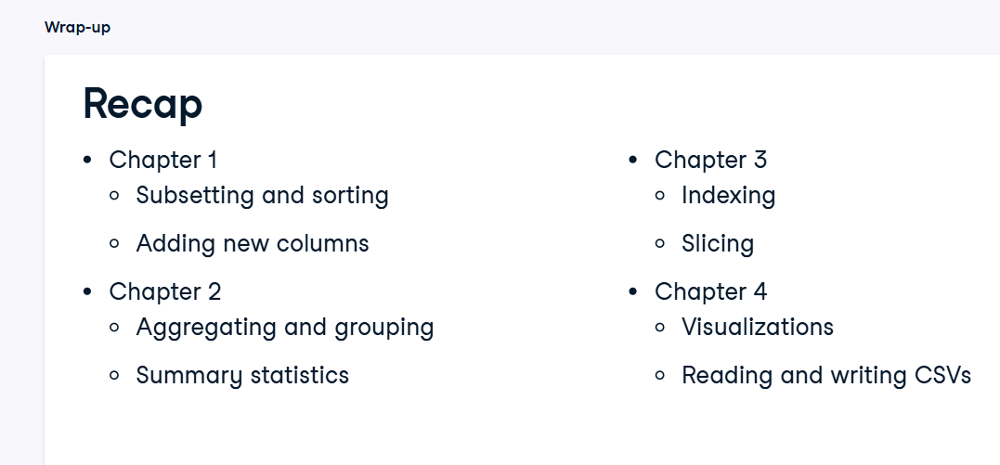 Wrap-up
Recap
• Chapter 1
◦ Subsetting and sorting
◦ Adding new columns
• Chapter 2
◦ Aggregating and grouping
◦ Summary statistics
• Chapter 3
◦ Indexing
◦ Slicing
• Chapter 4
◦ Visualizations
◦ Reading and writing CSVs